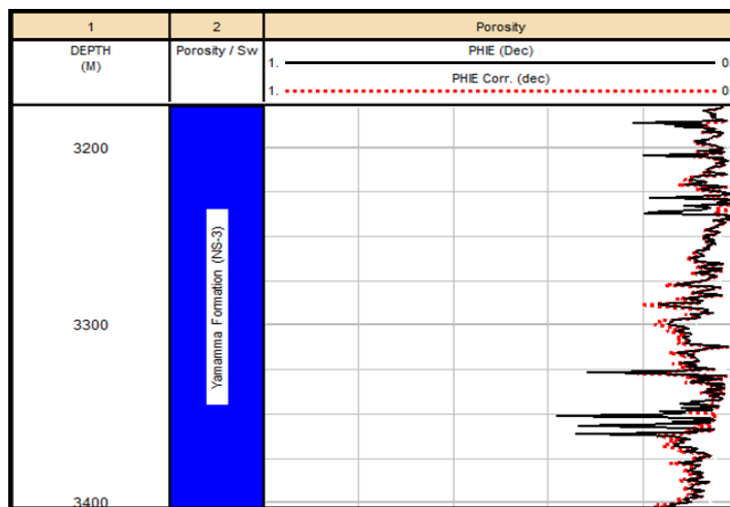 1 2 Porosity
DEPTH Porosity / Sw PHIE (Dec)
(M) 1. 0.
PHIE Corr. (dec)
1. 0.
3200
Yamamma Formation (NS-3)
3300
3400